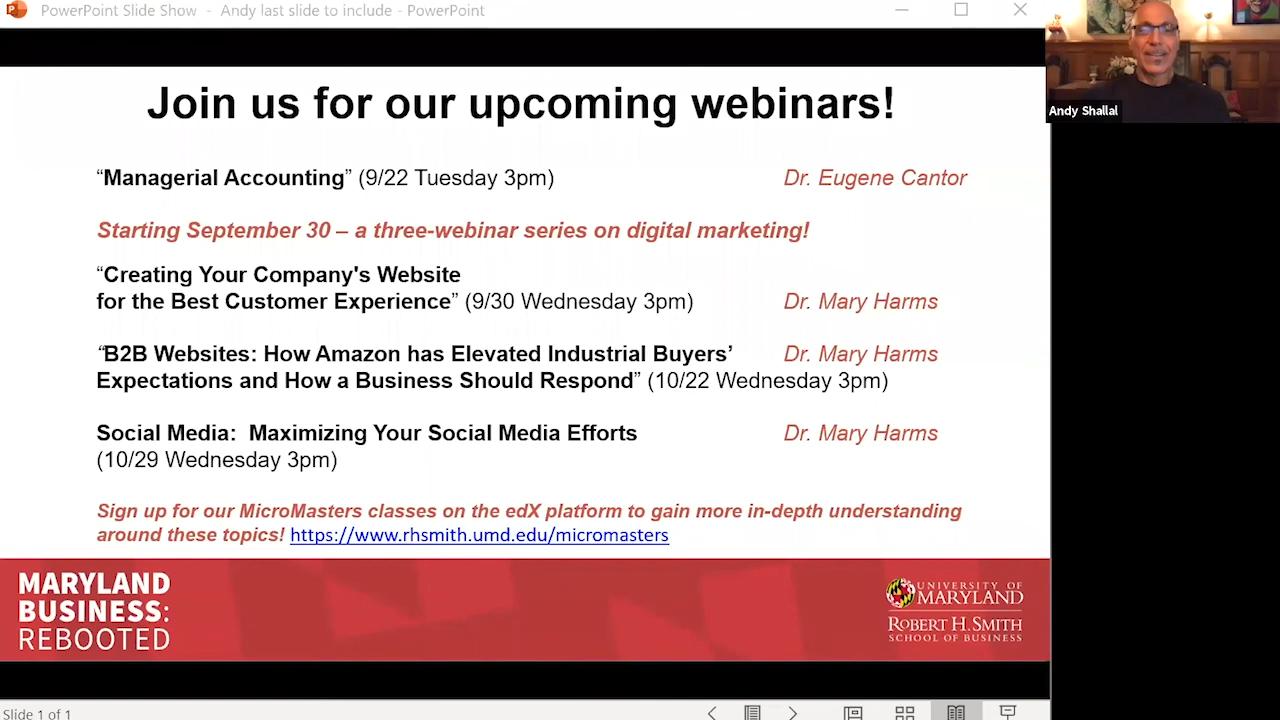 PowerPoint Slide Show - Andy last slide to include - PowerPoint
Andy Shallal
Join us for our upcoming webinars!
“Managerial Accounting” (9/22 Tuesday 3pm) Dr. Eugene Cantor
Starting September 30 – a three-webinar series on digital marketing!
“Creating Your Company's Website
for the Best Customer Experience” (9/30 Wednesday 3pm) Dr. Mary Harms
“B2B Websites: How Amazon has Elevated Industrial Buyers’ Dr. Mary Harms
Expectations and How a Business Should Respond” (10/22 Wednesday 3pm)
Social Media: Maximizing Your Social Media Efforts Dr. Mary Harms
(10/29 Wednesday 3pm)
Sign up for our MicroMasters classes on the edX platform to gain more in-depth understanding
around these topics! https://www.rhsmith.umd.edu/micromasters
MARYLAND
BUSINESS:
REBOOTED
UNIVERSITY OF
MARYLAND
ROBERT H. SMITH
SCHOOL OF BUSINESS
Slide 1 of 1